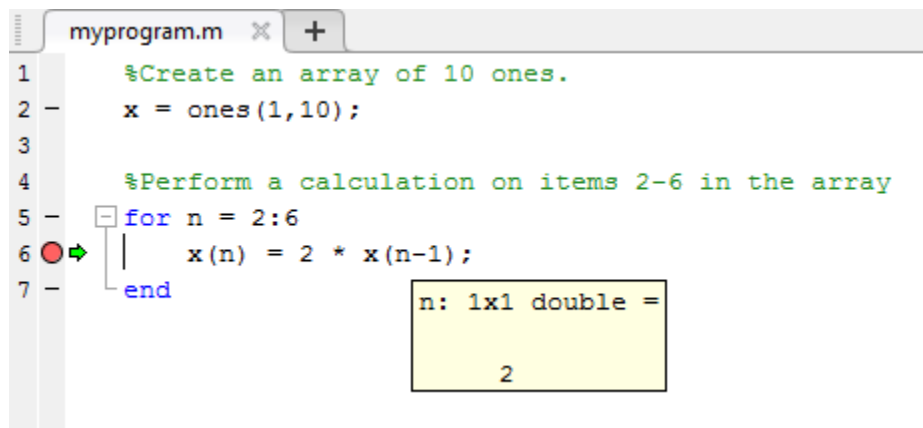 myprogram.m
1 %Create an array of 10 ones.
2 – x = ones(1,10);
3
4 %Perform a calculation on items 2-6 in the array
5 – for n = 2:6
6 x(n) = 2 * x(n-1);
7 – end
n: 1x1 double =
2